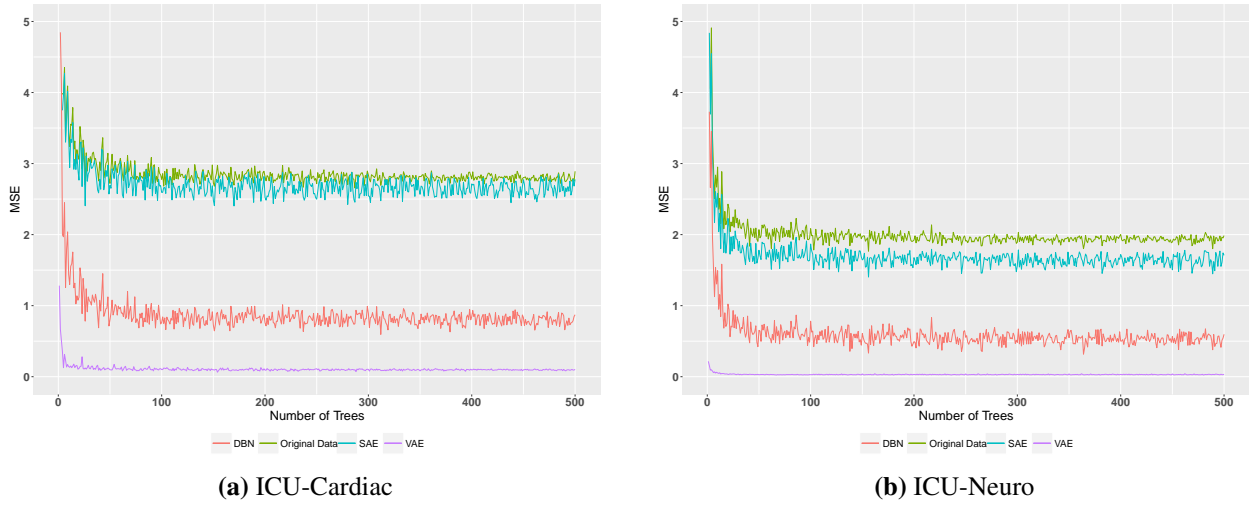 5
4
3
2
1
0
MSE
0 100 200 300 400 500
Number of Trees
DBN Original Data SAE VAE
(a) ICU-Cardiac
5
4
3
2
1
0
MSE
0 100 200 300 400 500
Number of Trees
DBN Original Data SAE VAE
(b) ICU-Neuro